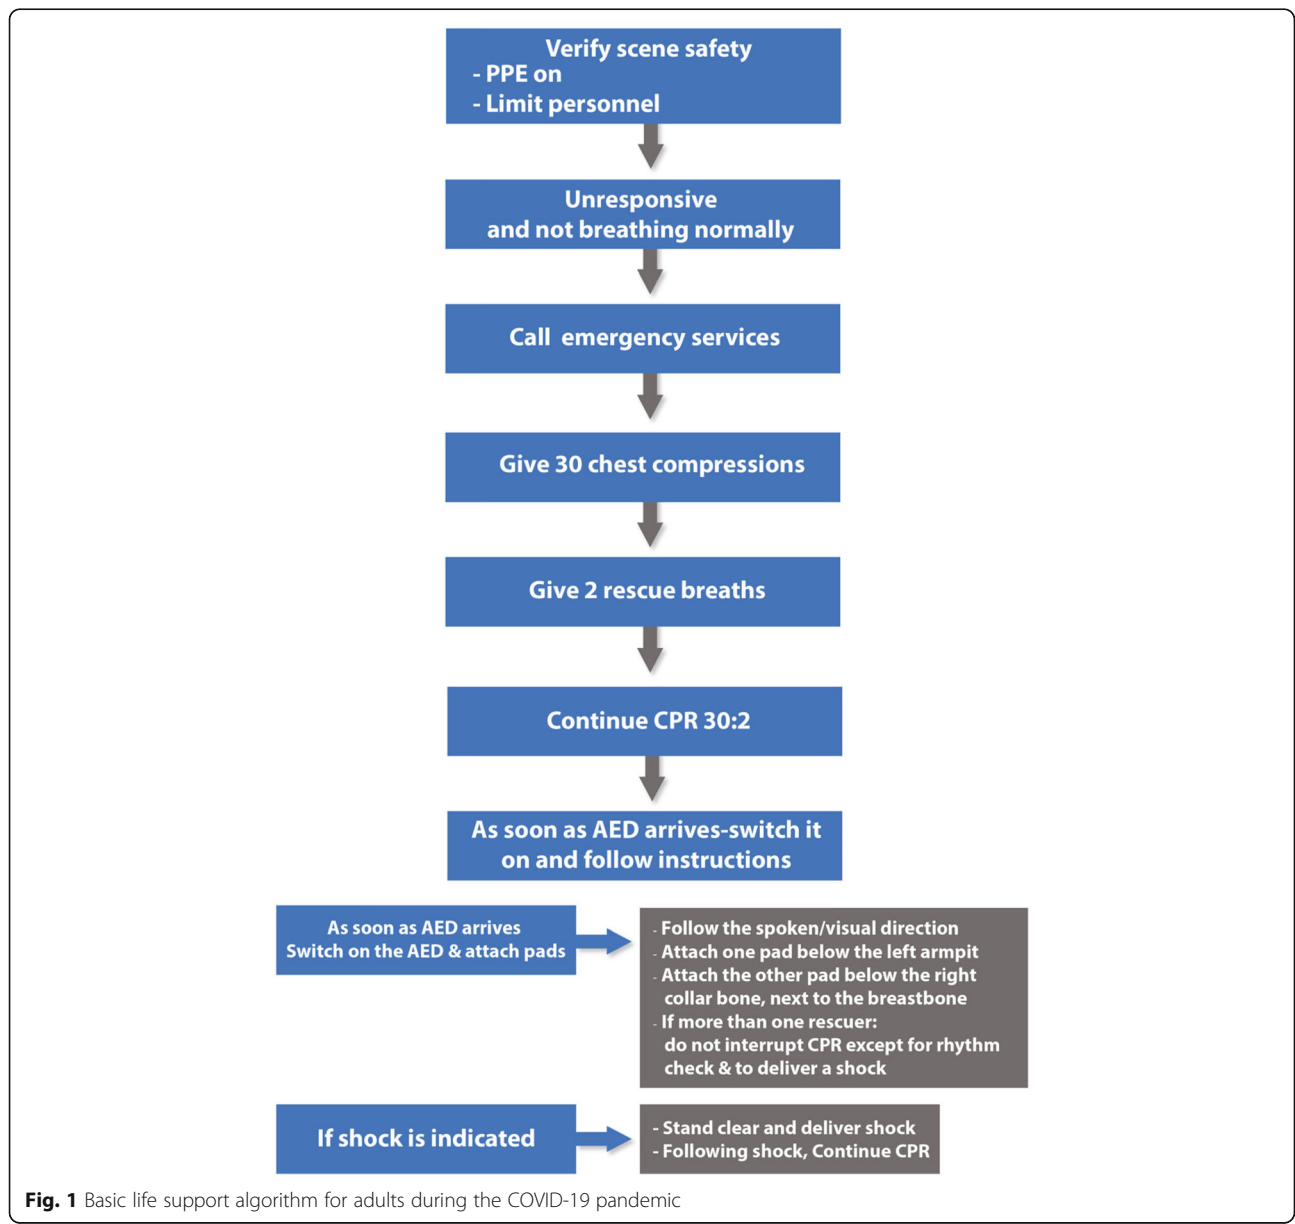 Verify scene safety
- PPE on
- Limit personnel
Unresponsive
and not breathing normally
Call emergency services
Give 30 chest compressions
Give 2 rescue breaths
Continue CPR 30:2
As soon as AED arrives-switch it
on and follow instructions
As soon as AED arrives
Switch on the AED & attach pads
- Follow the spoken/visual direction
- Attach one pad below the left armpit
- Attach the other pad below the right
collar bone, next to the breastbone
- If more than one rescuer:
do not interrupt CPR except for rhythm
check & to deliver a shock
If shock is indicated
- Stand clear and deliver shock
- Following shock, Continue CPR
Fig. 1 Basic life support algorithm for adults during the COVID-19 pandemic